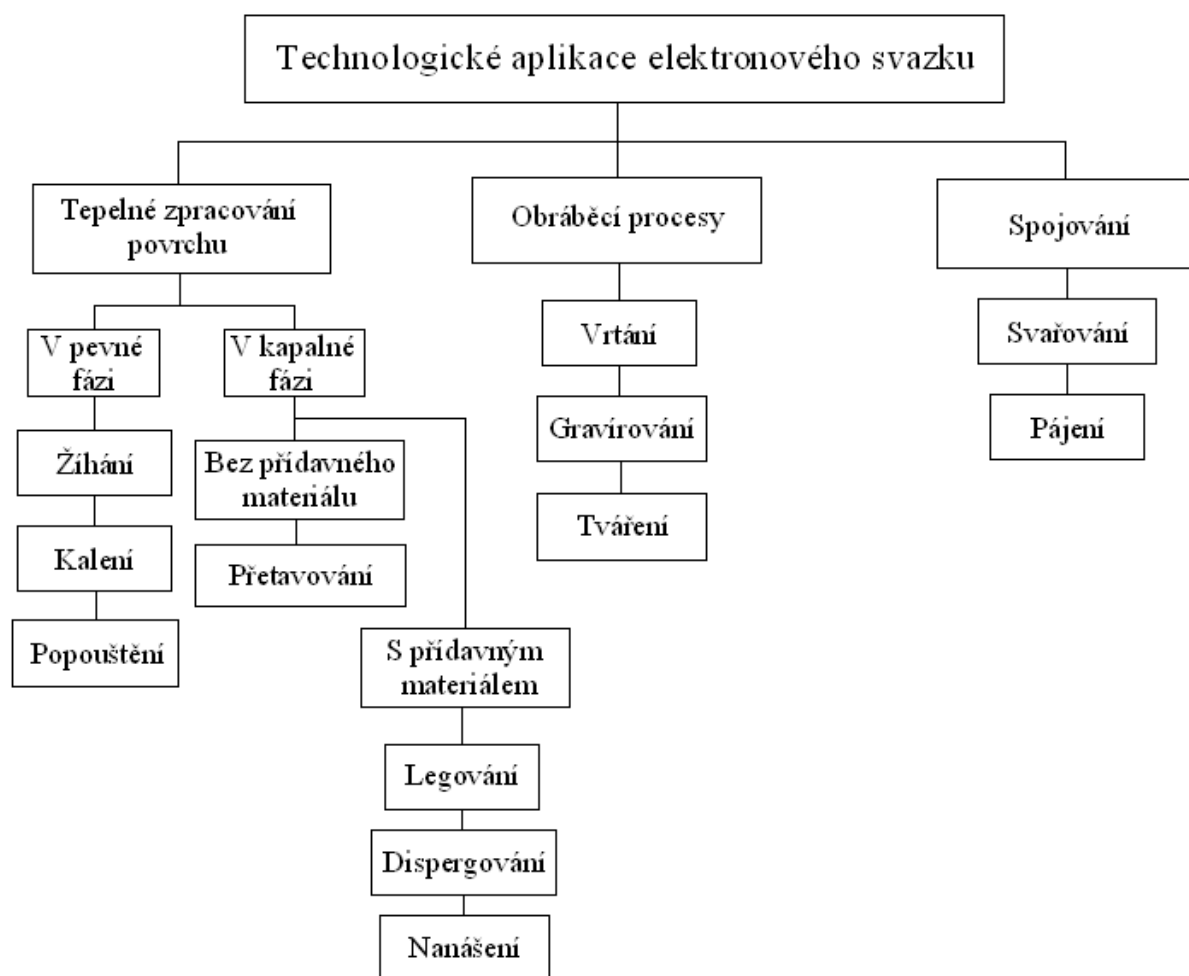 Technologické aplikace elektronového svazku
Tepelné zpracování
povrchu
Obráběcí procesy
Spojování
V pevné
fázi
V kapalné
fázi
Vrtání
Svařování
Žíhání
Bez přídavného
materiálu
Gravírování
Pájení
Kalení
Přetavování
Tváření
Popouštění
S přídavným
materiálem
Legování
Dispergování
Nanášení